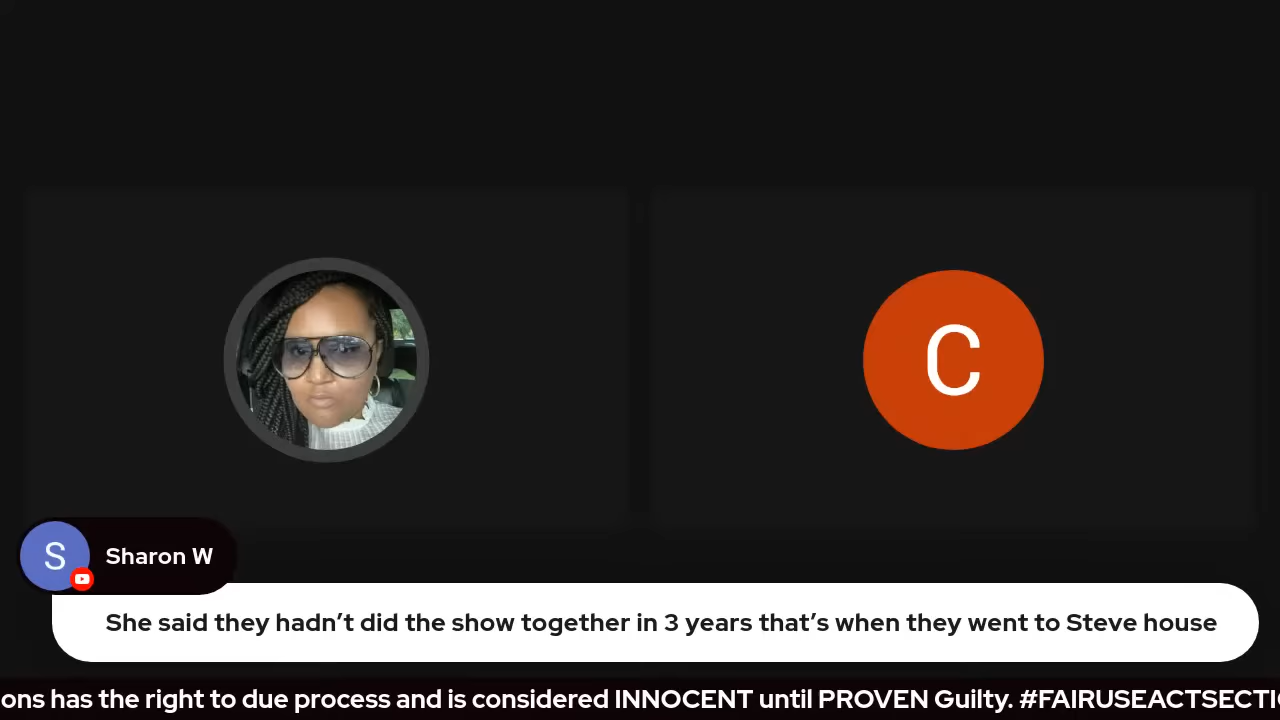 C
S
Sharon W
She said they hadn’t did the show together in 3 years that’s when they went to Steve house
ons has the right to due process and is considered INNOCENT until PROVEN Guilty. #FAIRUSEACTSECTI